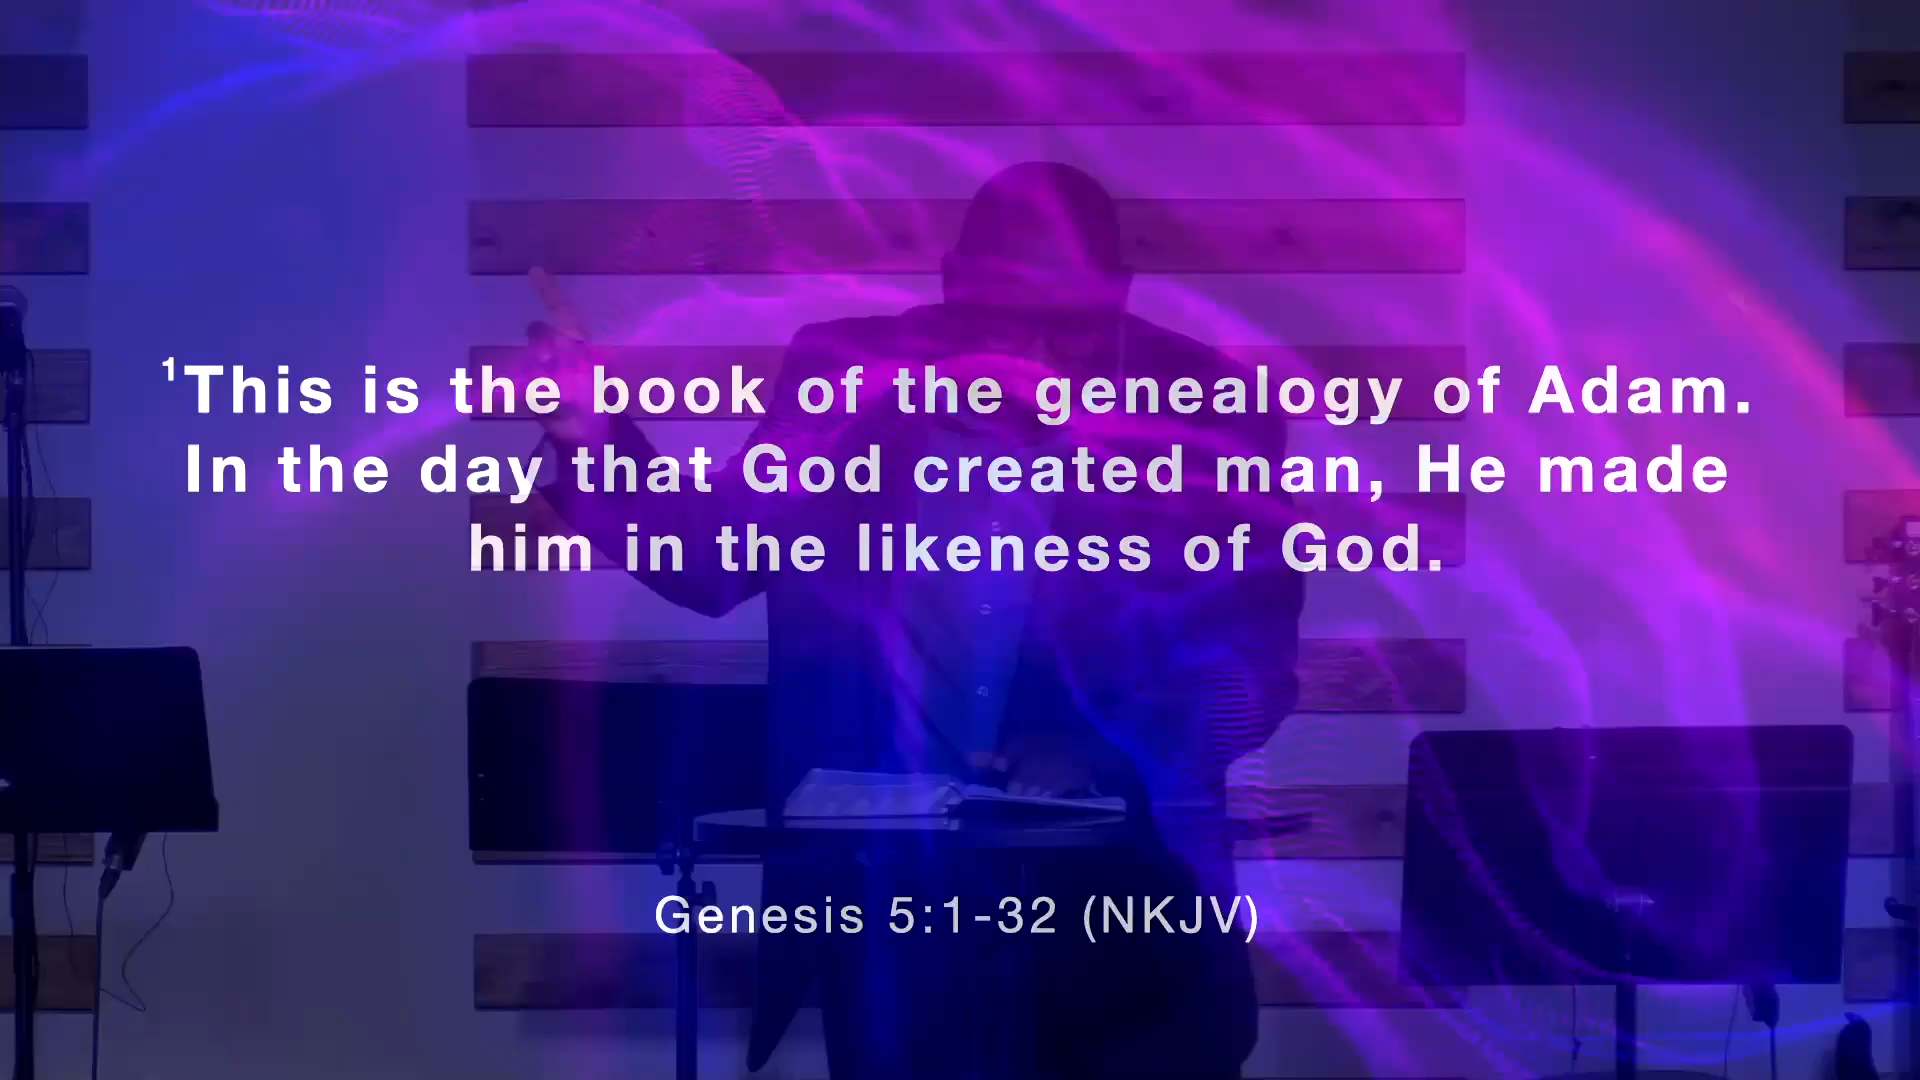 ¹This is the book of the genealogy of Adam.
In the day that God created man, He made
him in the likeness of God.
Genesis 5:1-32 (NKJV)